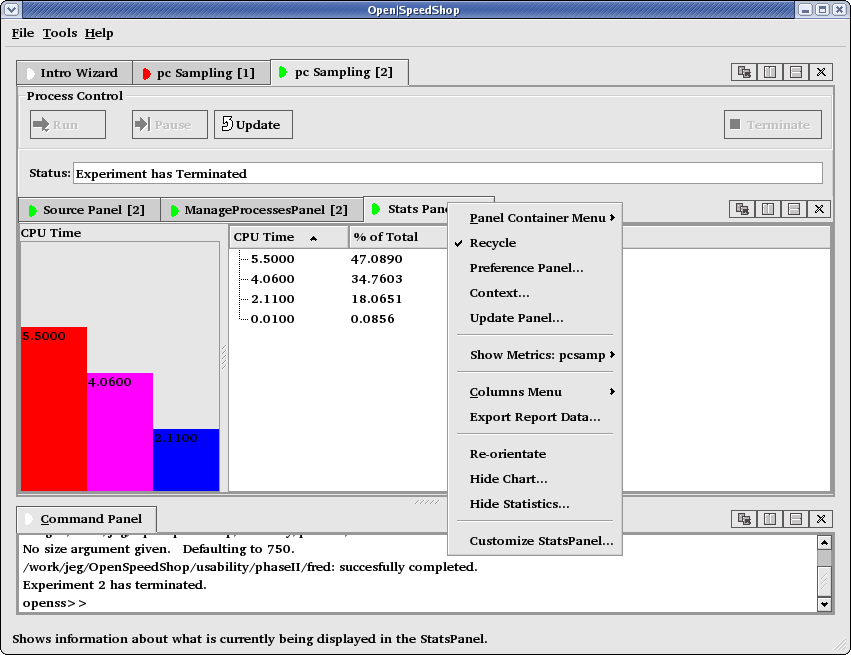 Open|SpeedShop
File Tools Help
Intro Wizard pc Sampling [1] pc Sampling [2]
Process Control
Run Pause Update Terminate
Status: Experiment has Terminated
Source Panel [2] ManageProcessesPanel [2] Stats Pan
CPU Time
CPU Time % of Total
5.5000 47.0890
4.0600 34.7603
2.1100 18.0651
0.0100 0.0856
5.5000
4.0600
2.1100
Panel Container Menu
Recycle
Preference Panel...
Context...
Update Panel...
Show Metrics: pcsamp
Columns Menu
Export Report Data...
Re-orientate
Hide Chart...
Hide Statistics...
Customize StatsPanel...
Command Panel
No size argument given. Defaulting to 750.
/work/jeg/OpenSpeedShop/usability/phaseII/fred: succesfully completed.
Experiment 2 has terminated.
openss>>
Shows information about what is currently being displayed in the StatsPanel.